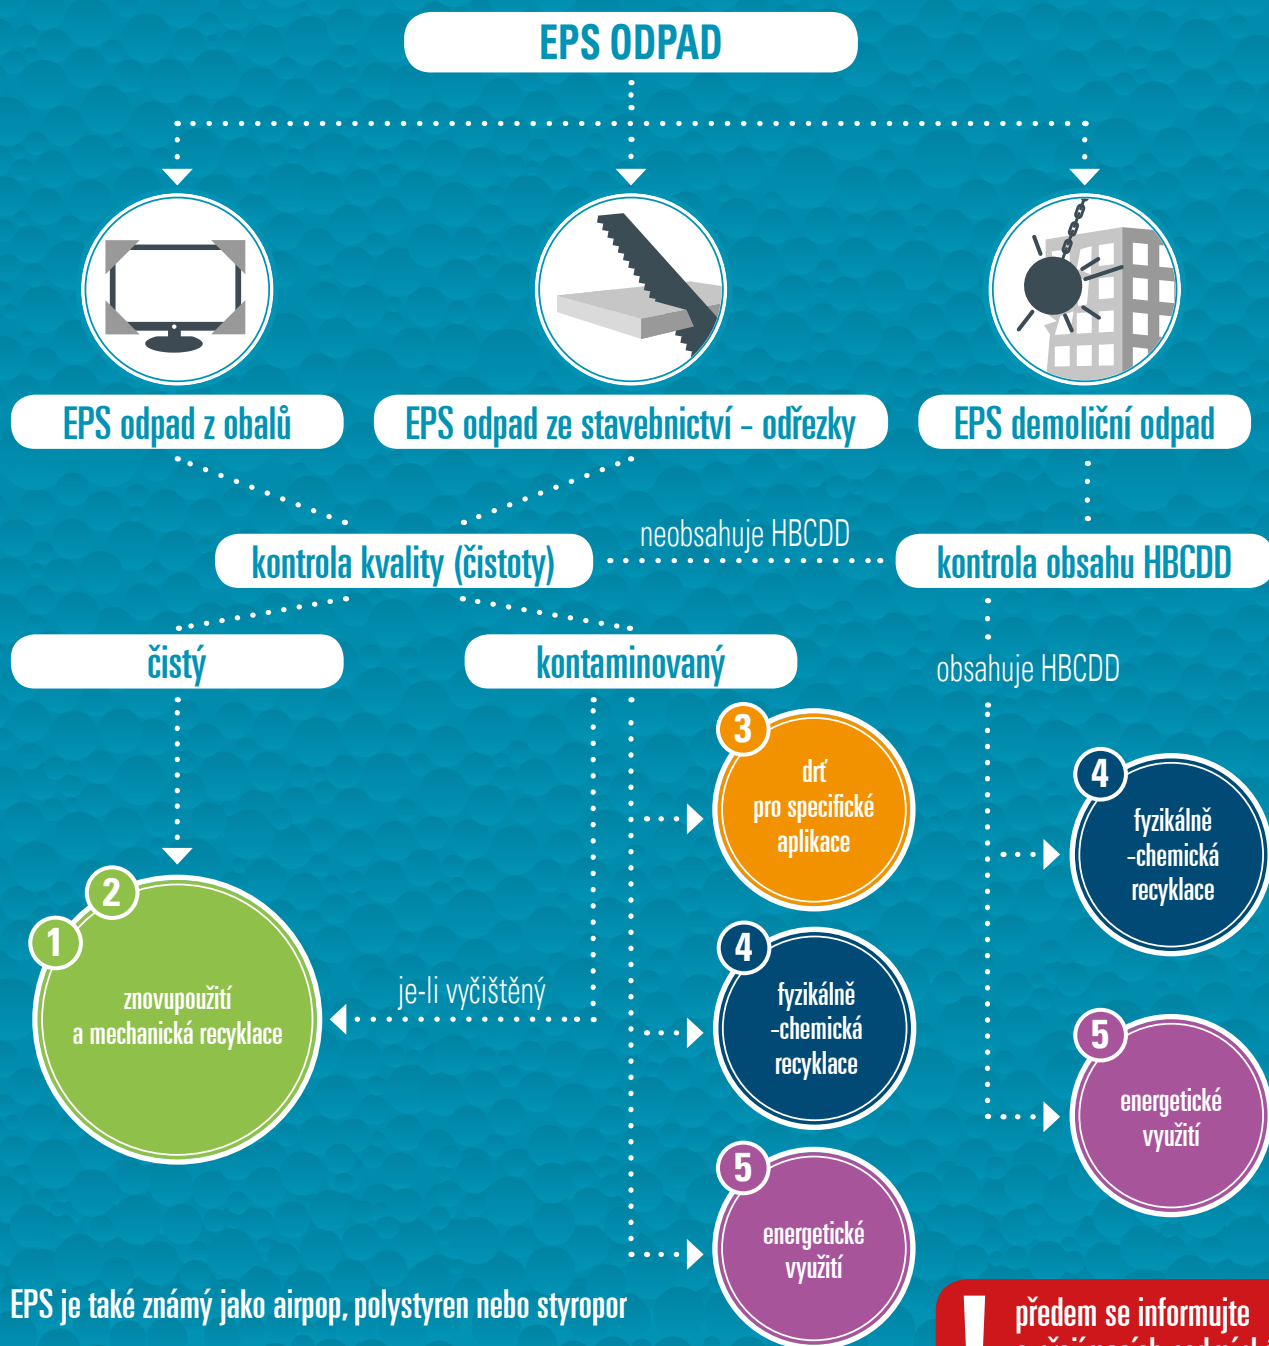 EPS ODPAD
EPS odpad z obalů
EPS odpad ze stavebnictví - odřezky
EPS demoliční odpad
kontrola kvality (čistoty)
neobsahuje HBCDD
kontrola obsahu HBCDD
čistý
kontaminovaný
obsahuje HBCDD
3
drť
pro specifické
aplikace
4
fyzikálně
-chemická
recyklace
2
1
znovupoužití
a mechanická recyklace
je-li vyčištěný
4
fyzikálně
-chemická
recyklace
5
energetické
využití
5
energetické
využití
EPS je také známý jako airpop, polystyren nebo styropor
!
předem se informujte